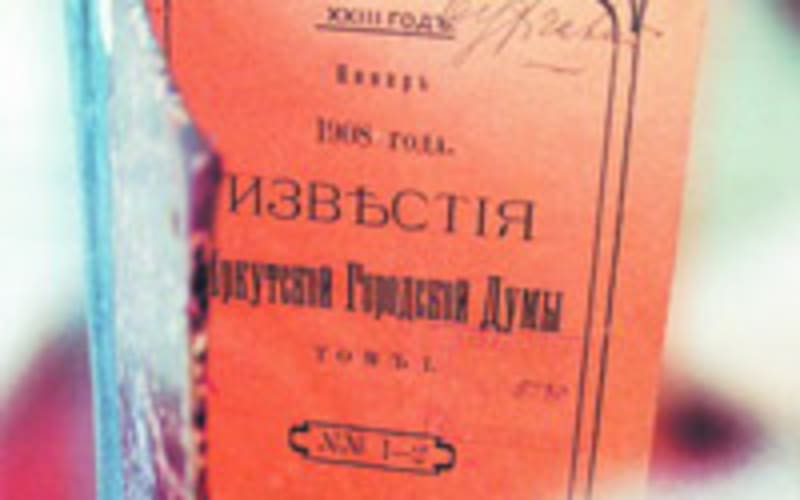 XXIII ГОДЪ
Январь
1908 года.
ИЗВѢСТІЯ
Иркутской Городской Думы
ТОМЪ I.
№№ 1–2